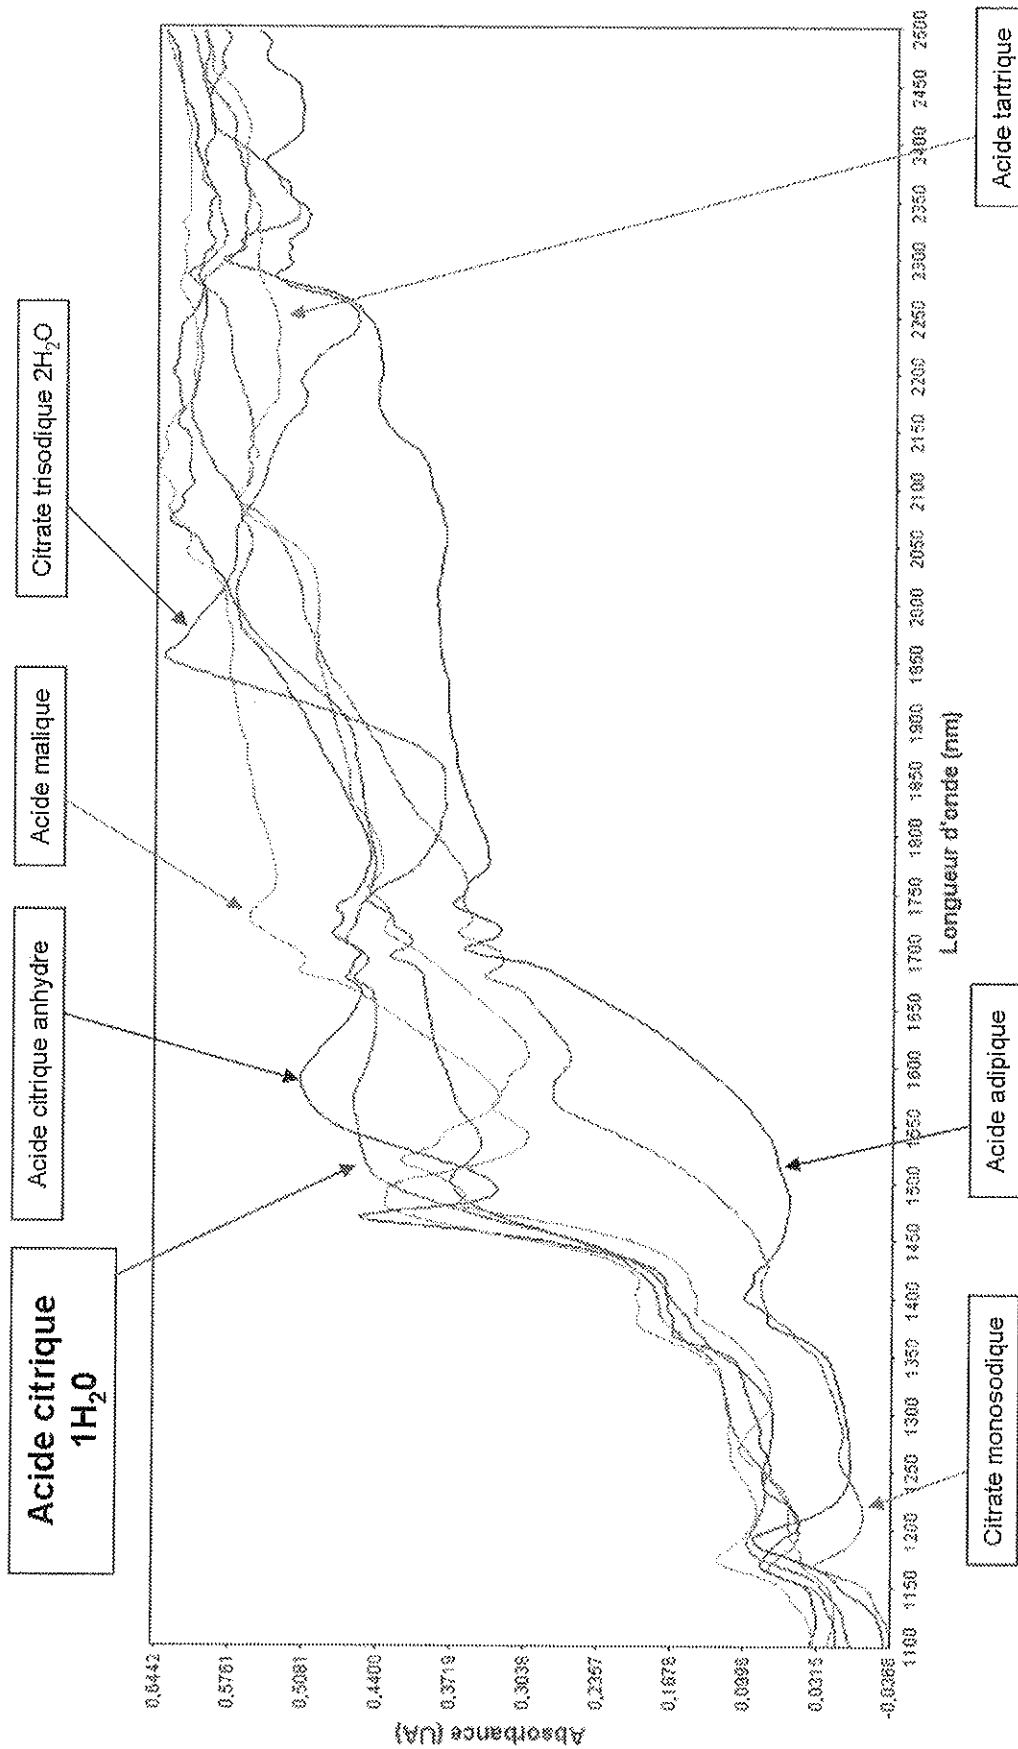 Acide citrique
1H₂0
Acide citrique anhydre
Acide malique
Citrate trisodique 2H₂O
Absorbance (UA)
0,6442
0,5761
0,5081
0,4400
0,3719
0,3038
0,2357
0,1676
0,0996
0,0315
-0,0366
1100 1150 1200 1250 1300 1350 1400 1450 1500 1550 1600 1650 1700 1750 1800 1850 1900 1950 2000 2050 2100 2150 2200 2250 2300 2350 2400 2450 2500
Longueur d'onde (nm)
Citrate monosodique
Acide adipique
Acide tartrique